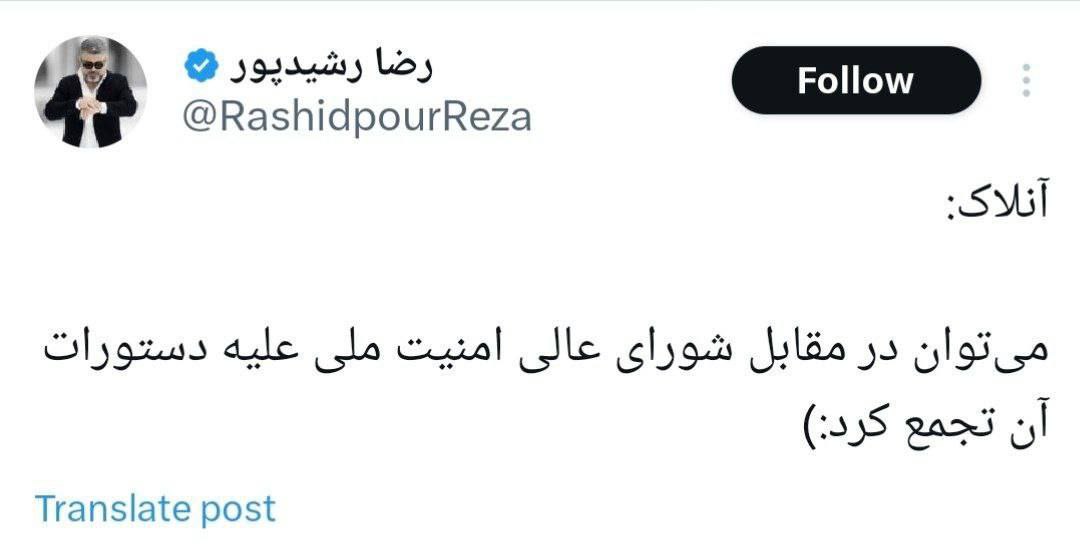 رضا رشیدپور
@RashidpourReza
Follow
آنلاک:
می‌توان در مقابل شورای عالی امنیت ملی علیه دستورات
آن تجمع کرد:)
Translate post